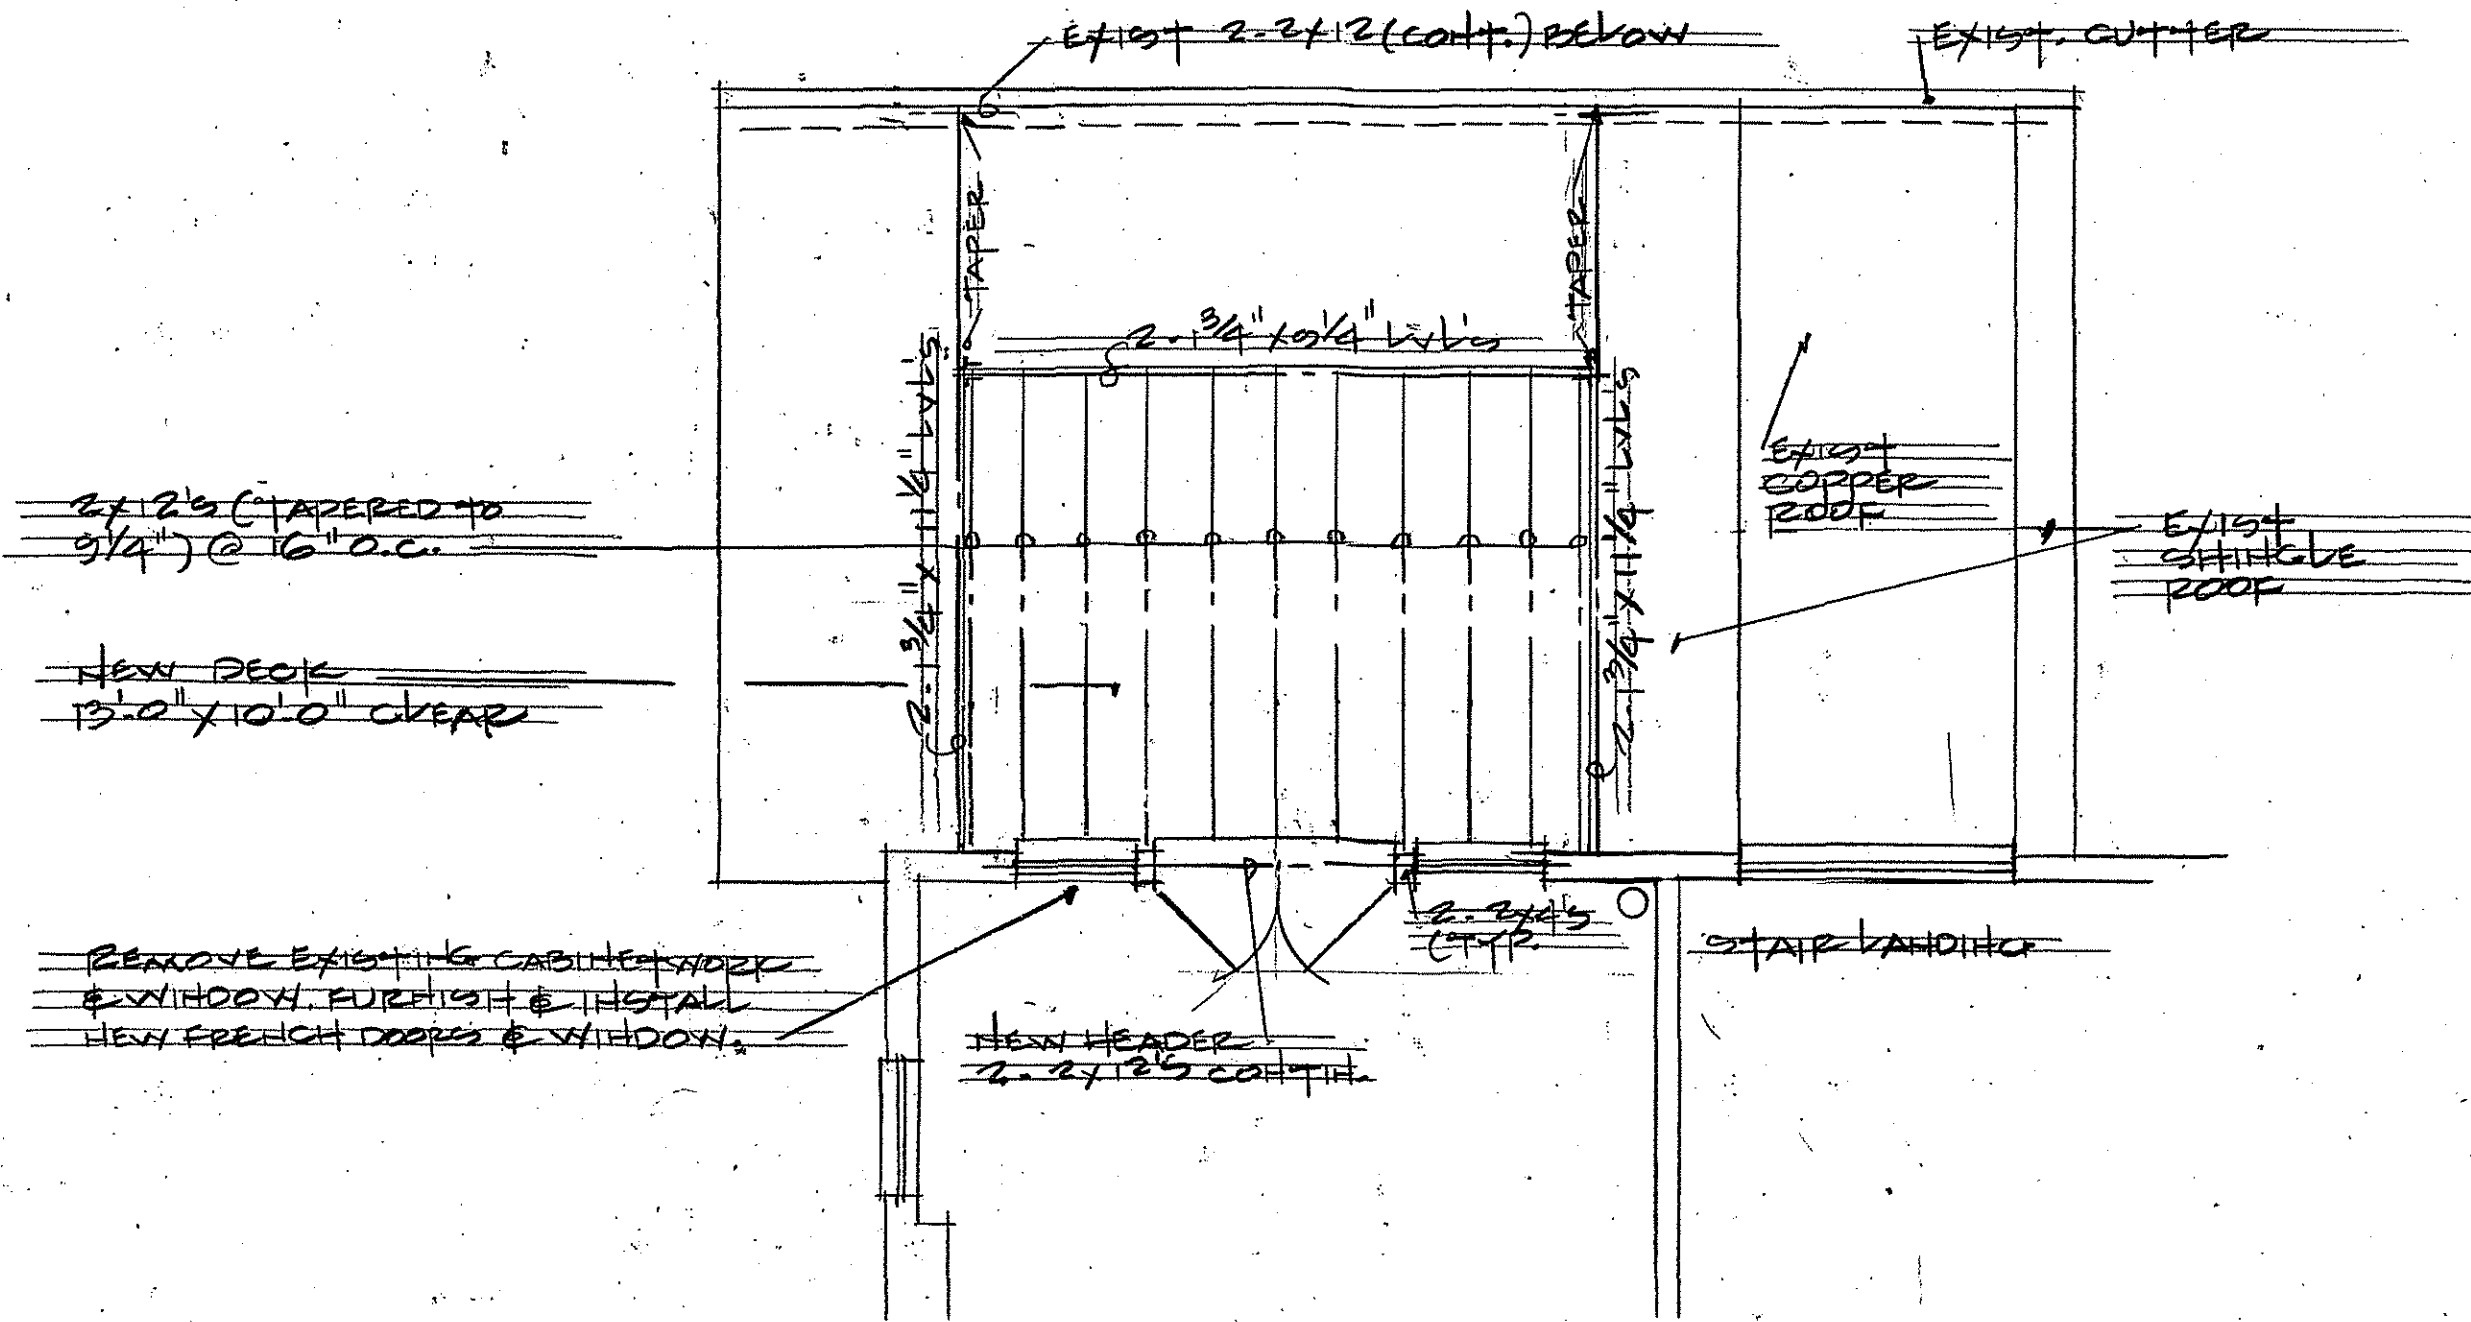 EXIST 2-2X12 (CONT.) BELOW
EXIST. GUTTER
TAPER
TAPER
2-1 3/4" X 9 1/4" LVL'S
2-1 3/4" X 11 1/4" LVL'S
2-1 3/4" X 11 1/4" LVL'S
EXIST
COPPER
ROOF
2X12'S (TAPERED TO
9 1/4") @ 16" O.C.
EXIST
SHINGLE
ROOF
NEW DECK
13'-0" X 10'-0" CLEAR
2-2X4'S
(TYP.
STAIR LANDING
REMOVE EXISTING CABINETWORK
& WINDOW. FURNISH & INSTALL
NEW FRENCH DOORS & WINDOW.
NEW HEADER
2-2X12'S CONTIN.